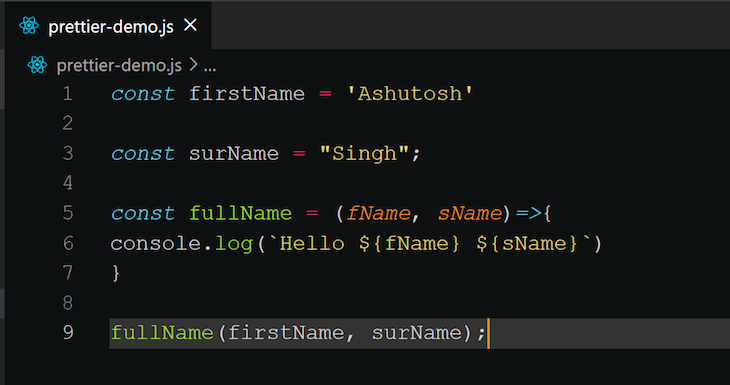 prettier-demo.js ×
prettier-demo.js > ...
1 const firstName = 'Ashutosh'
2
3 const surName = "Singh";
4
5 const fullName = (fName, sName)=>{
6 console.log(`Hello ${fName} ${sName}`)
7 }
8
9 fullName(firstName, surName);